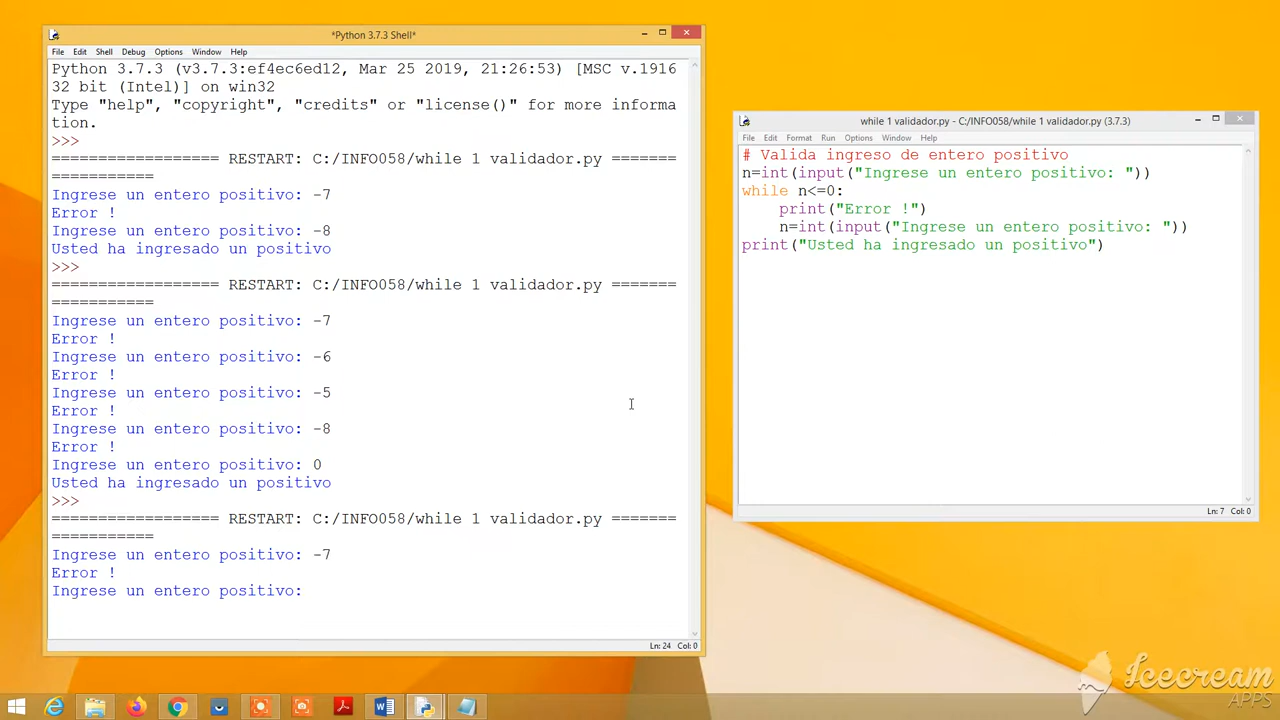 *Python 3.7.3 Shell*
File Edit Shell Debug Options Window Help
Python 3.7.3 (v3.7.3:ef4ec6ed12, Mar 25 2019, 21:26:53) [MSC v.1916
32 bit (Intel)] on win32
Type "help", "copyright", "credits" or "license()" for more informa
tion.
>>>
================== RESTART: C:/INFO058/while 1 validador.py =======
===========
Ingrese un entero positivo: -7
Error !
Ingrese un entero positivo: -8
Usted ha ingresado un positivo
>>>
================== RESTART: C:/INFO058/while 1 validador.py =======
===========
Ingrese un entero positivo: -7
Error !
Ingrese un entero positivo: -6
Error !
Ingrese un entero positivo: -5
Error !
Ingrese un entero positivo: -8
Error !
Ingrese un entero positivo: 0
Usted ha ingresado un positivo
>>>
================== RESTART: C:/INFO058/while 1 validador.py =======
===========
Ingrese un entero positivo: -7
Error !
Ingrese un entero positivo:
Ln: 24 Col: 0
while 1 validador.py - C:/INFO058/while 1 validador.py (3.7.3)
File Edit Format Run Options Window Help
# Valida ingreso de entero positivo
n=int(input("Ingrese un entero positivo: "))
while n<=0:
    print("Error !")
    n=int(input("Ingrese un entero positivo: "))
print("Usted ha ingresado un positivo")
Ln: 7 Col: 0
Icecream
APPS